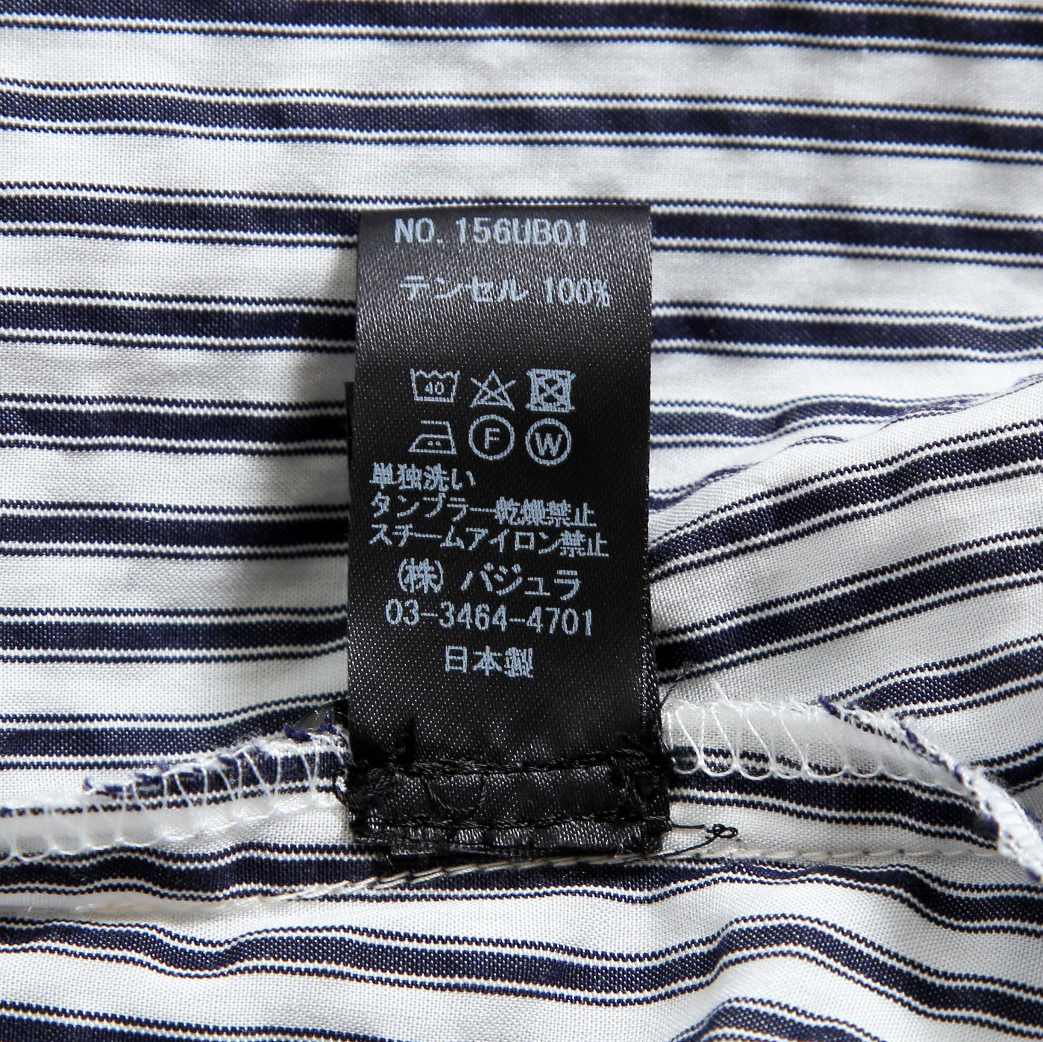 NO. 156UB01
テンセル 100%
40
F W
単独洗い
タンブラー乾燥禁止
スチームアイロン禁止
(株) バジュラ
03-3464-4701
日本製